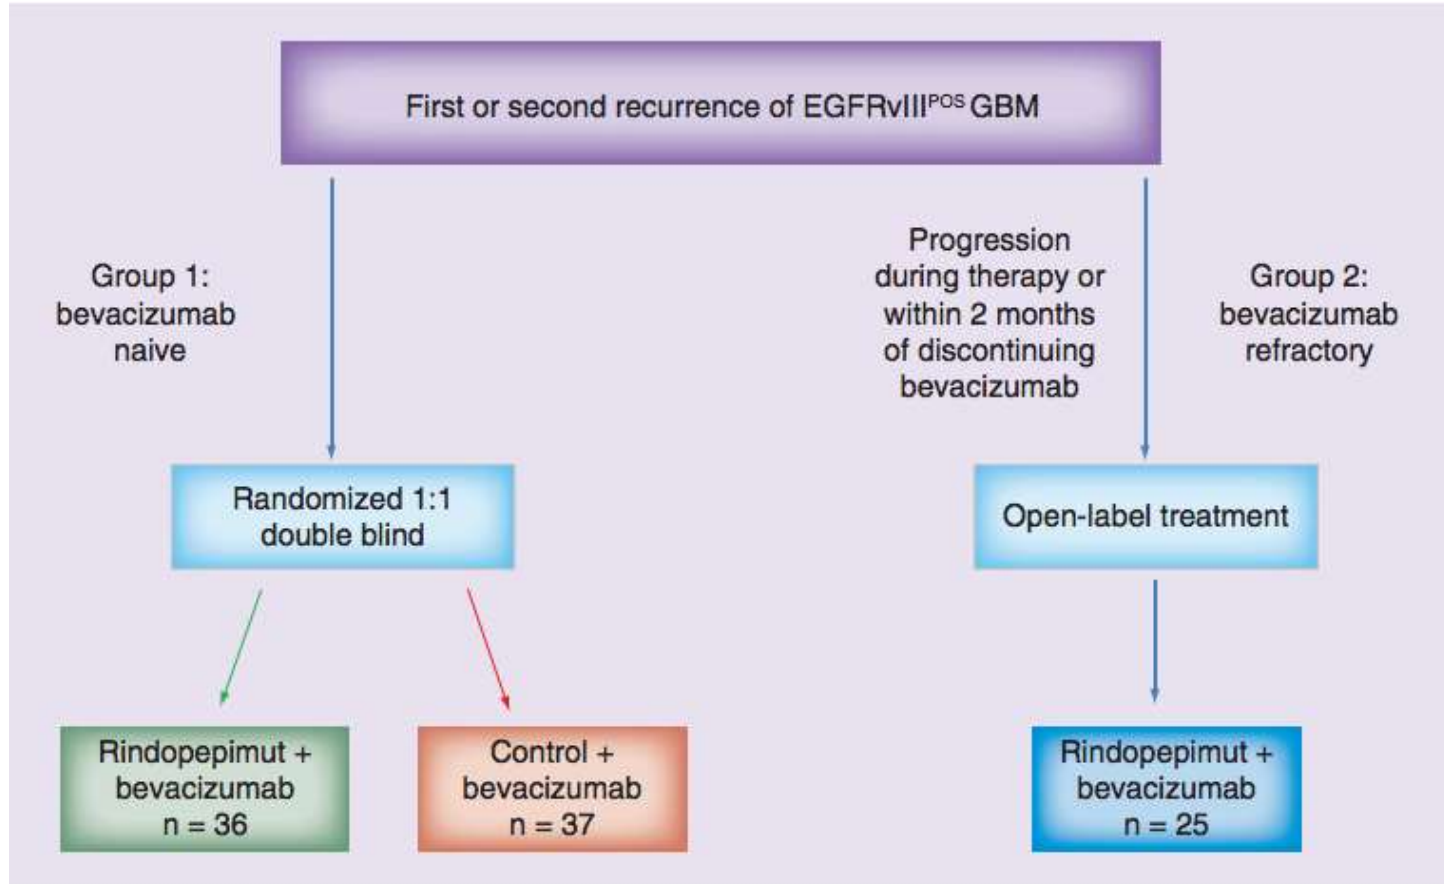 First or second recurrence of EGFRvIIIᴾᴼˢ GBM
Group 1:
bevacizumab
naive
Progression
during therapy or
within 2 months
of discontinuing
bevacizumab
Group 2:
bevacizumab
refractory
Randomized 1:1
double blind
Open-label treatment
Rindopepimut +
bevacizumab
n = 36
Control +
bevacizumab
n = 37
Rindopepimut +
bevacizumab
n = 25